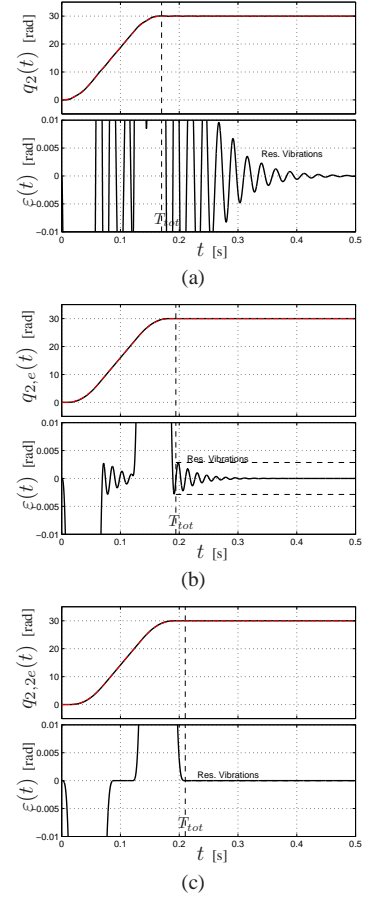 30
20
10
0
q₂(t) [rad]
0.01
0.005
0
−0.005
−0.01
ε(t) [rad]
Res. Vibrations
T_tot
0 0.1 0.2 0.3 0.4 0.5
t [s]
(a)
30
20
10
0
q₂,ₑ(t) [rad]
0.01
0.005
0
−0.005
−0.01
ε(t) [rad]
Res. Vibrations
T_tot
0 0.1 0.2 0.3 0.4 0.5
t [s]
(b)
30
20
10
0
q₂,₂ₑ(t) [rad]
0.01
0.005
0
−0.005
−0.01
ε(t) [rad]
Res. Vibrations
T_tot
0 0.1 0.2 0.3 0.4 0.5
t [s]
(c)